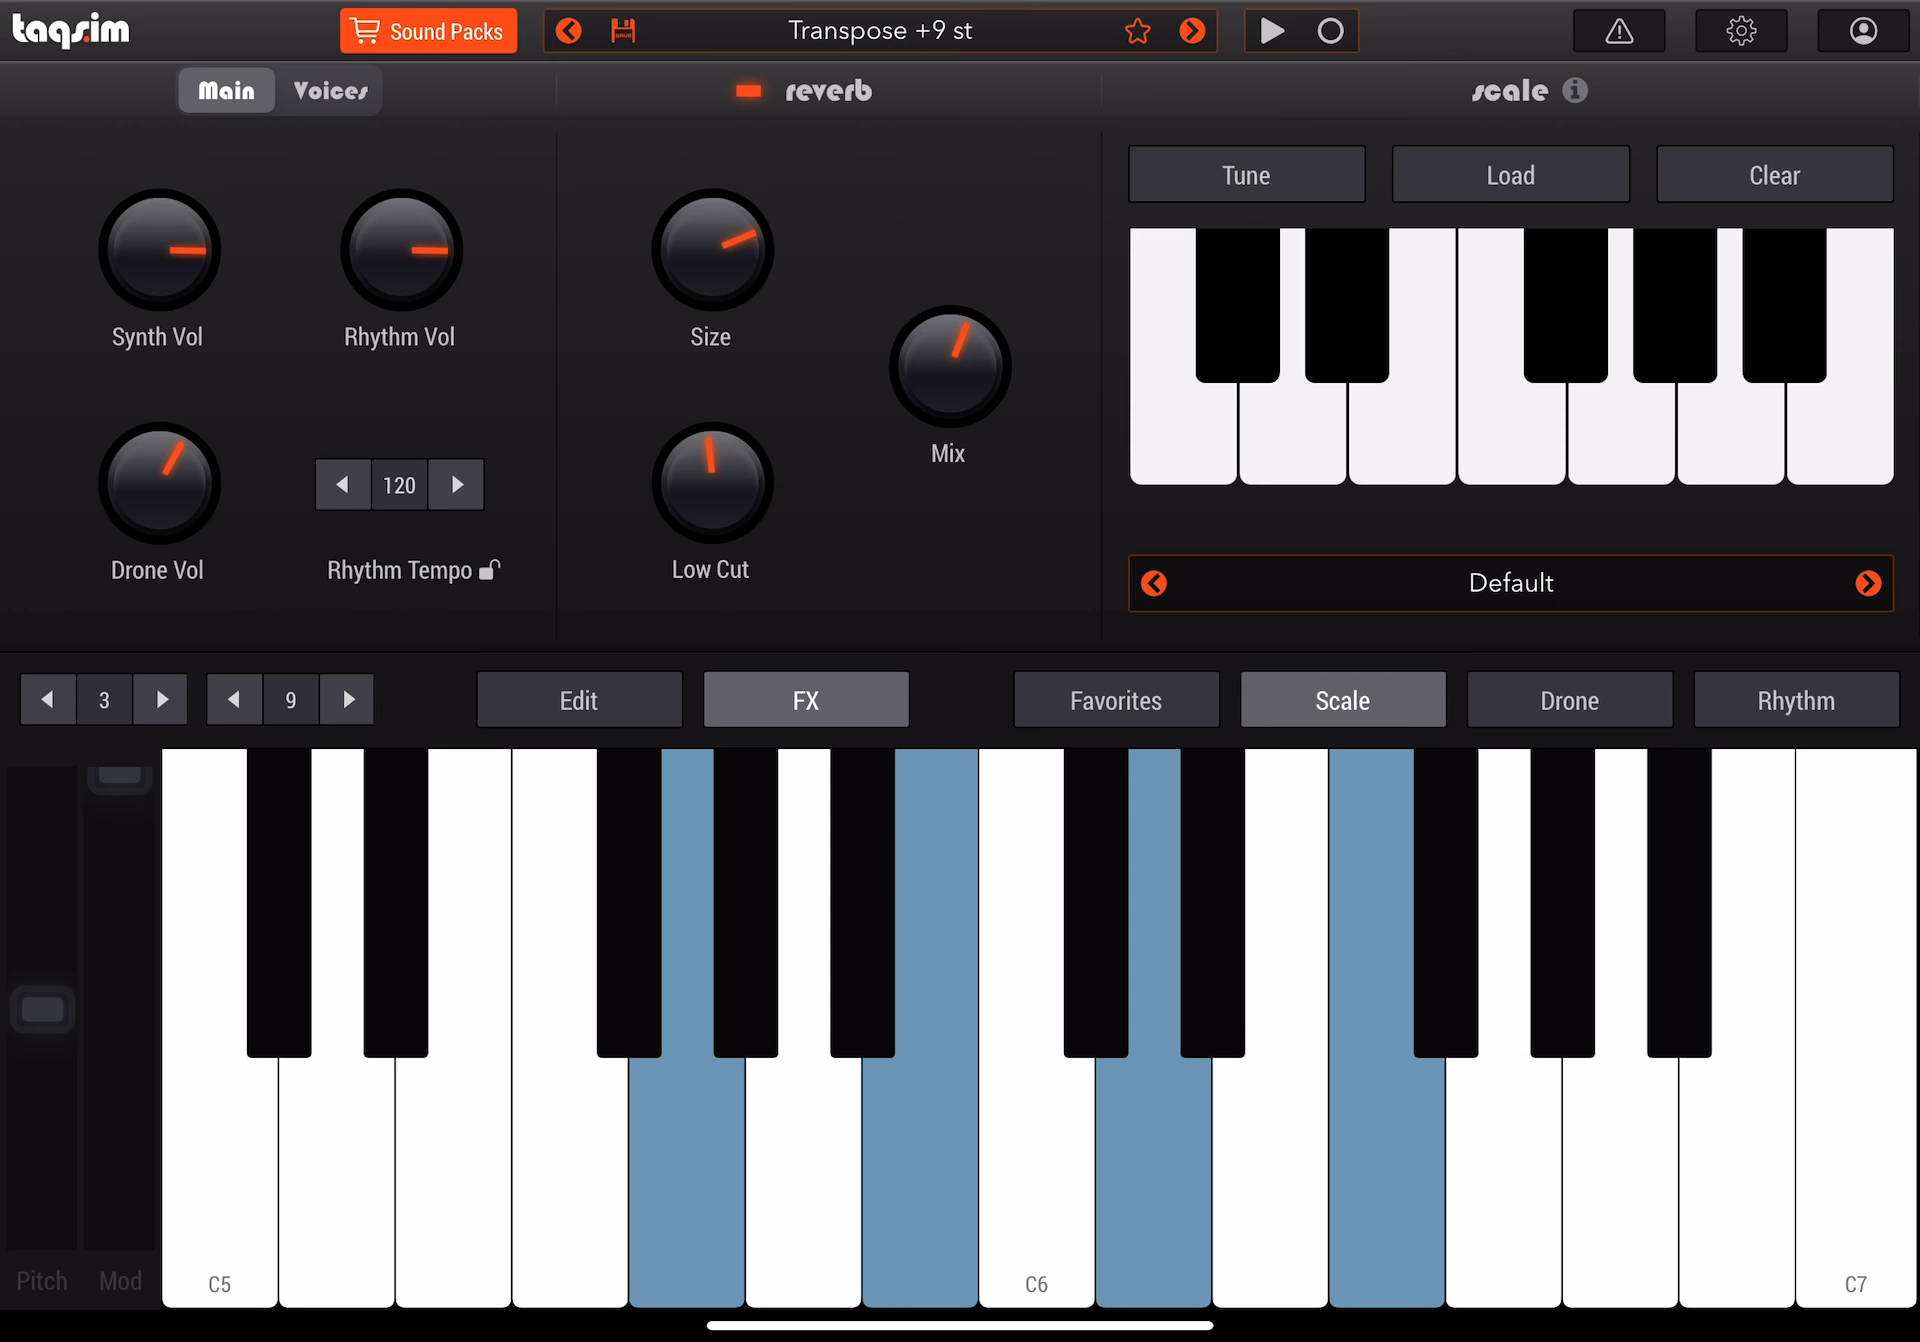 taqs.im
Sound Packs
Transpose +9 st
Main
Voices
reverb
scale
Tune
Load
Clear
Synth Vol
Rhythm Vol
Size
Mix
Drone Vol
120
Rhythm Tempo
Low Cut
Default
3
9
Edit
FX
Favorites
Scale
Drone
Rhythm
Pitch
Mod
C5
C6
C7